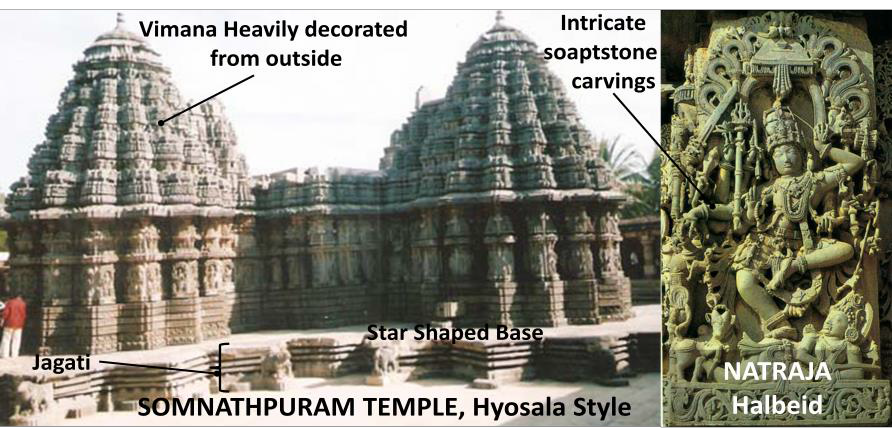 Vimana Heavily decorated
from outside
Intricate
soaptstone
carvings
Star Shaped Base
Jagati
SOMNATHPURAM TEMPLE, Hyosala Style
NATRAJA
Halbeid